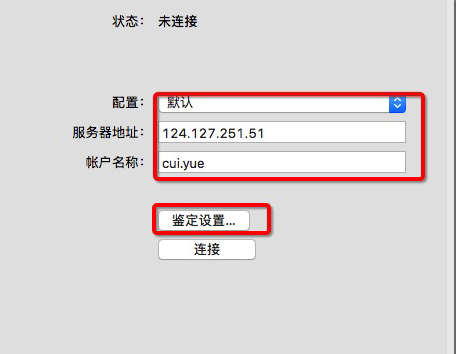 状态： 未连接
配置： 默认
服务器地址： 124.127.251.51
帐户名称： cui.yue
鉴定设置...
连接